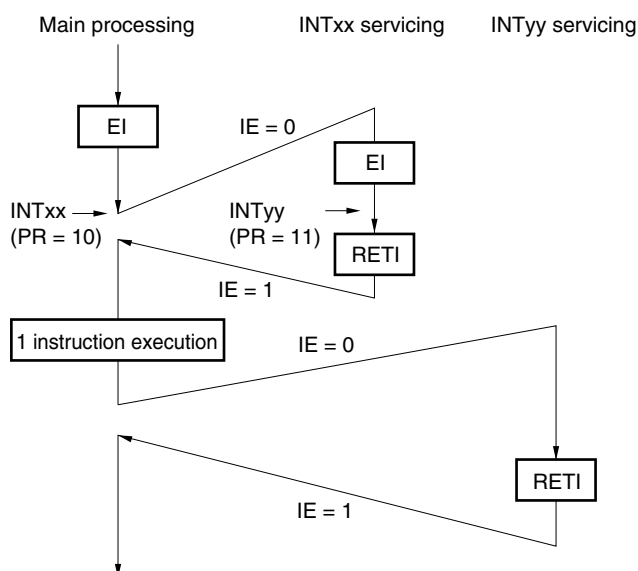 Main processing
INTxx servicing
INTyy servicing
EI
IE = 0
EI
INTxx
(PR = 10)
INTyy
(PR = 11)
RETI
IE = 1
1 instruction execution
IE = 0
RETI
IE = 1